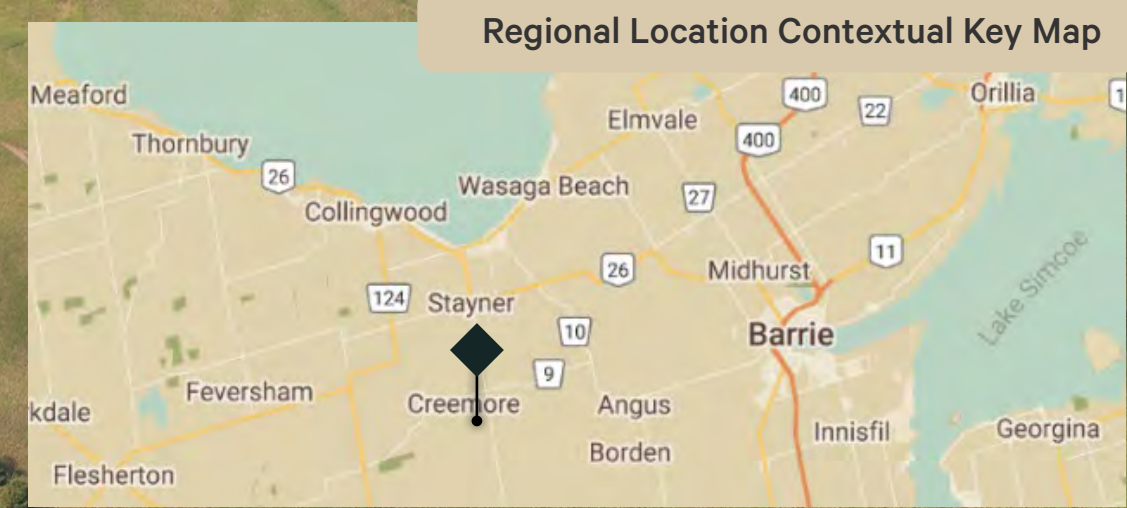 Regional Location Contextual Key Map
Meaford
400
Orillia
1
22
Elmvale
Thornbury
400
26
Wasaga Beach
27
Collingwood
11
26
Midhurst
Lake Simcoe
124
Stayner
10
Barrie
9
Feversham
Creemore
Angus
kdale
Innisfil
Georgina
Borden
Flesherton